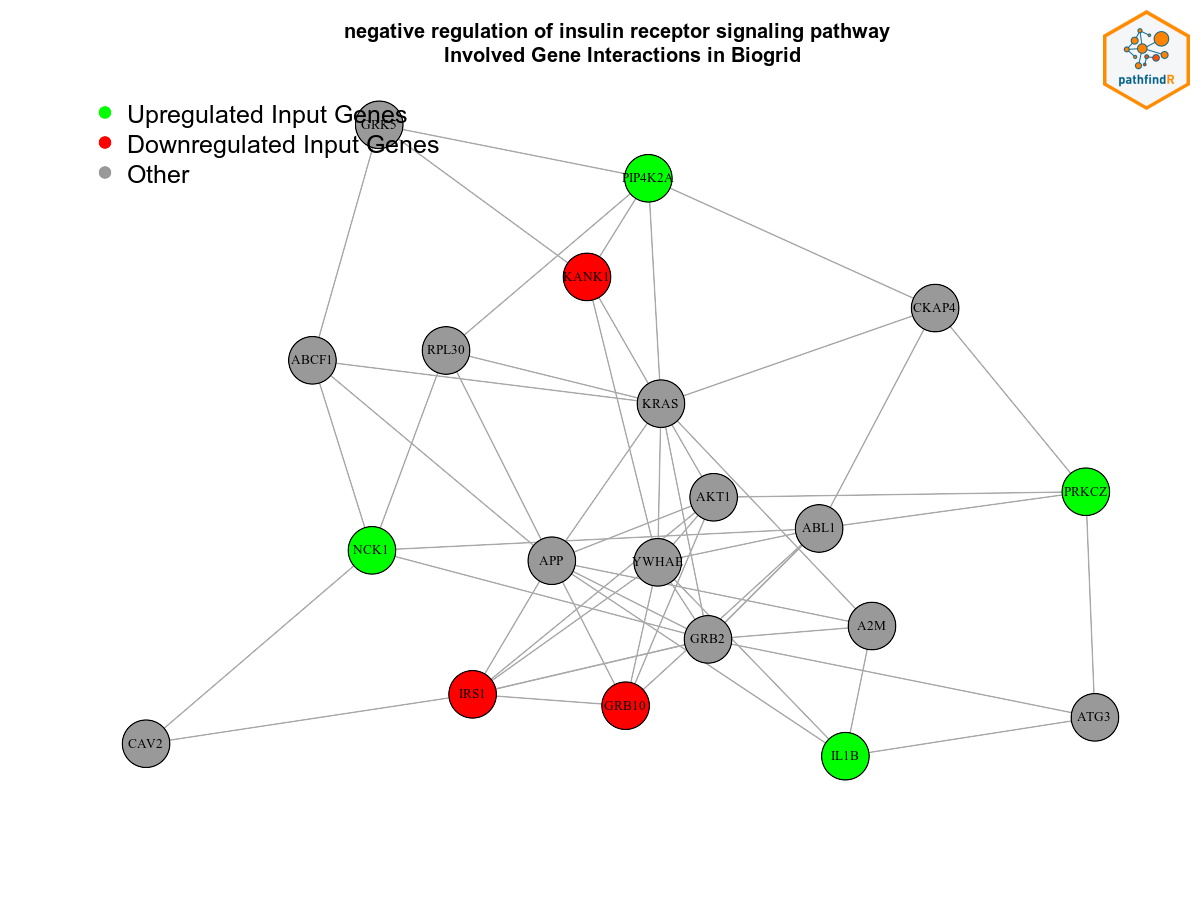 negative regulation of insulin receptor signaling pathway
Involved Gene Interactions in Biogrid
pathfindR
Upregulated Input Genes
GRK5
Downregulated Input Genes
Other
PIP4K2A
KANK1
CKAP4
ABCF1
RPL30
KRAS
AKT1
PRKCZ
ABL1
NCK1
APP
YWHAE
A2M
GRB2
IRS1
GRB10
ATG3
CAV2
IL1B